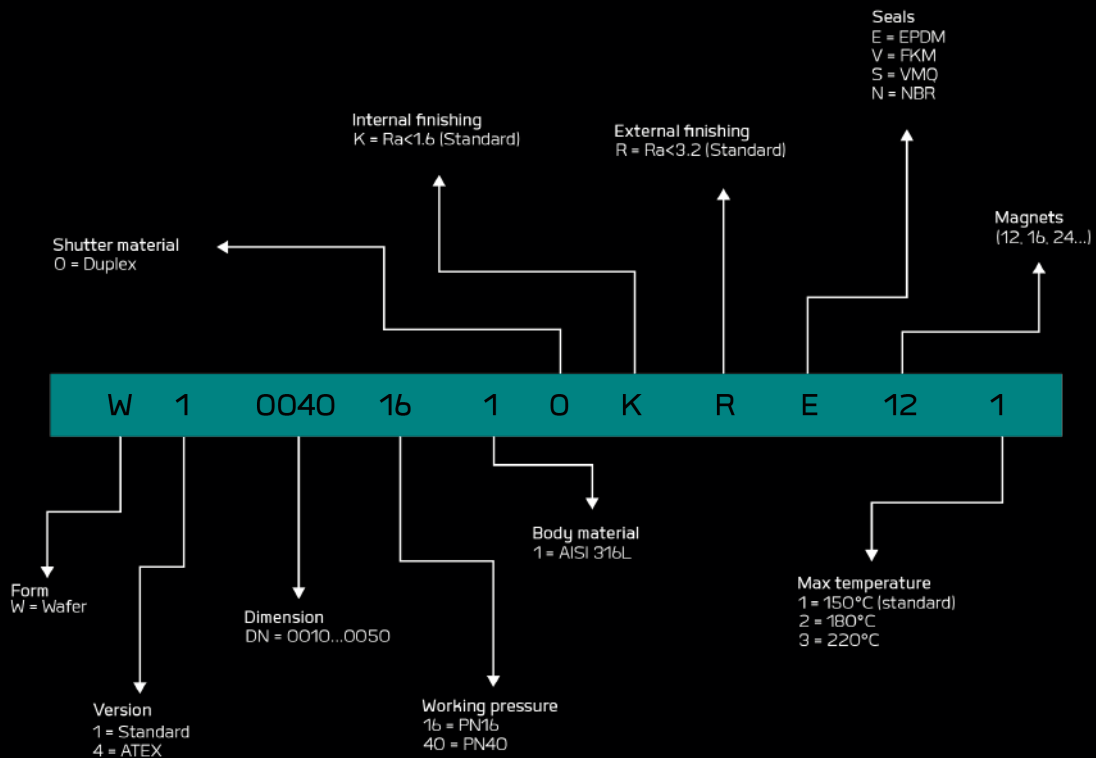 Seals
E = EPDM
V = FKM
S = VMQ
N = NBR
Internal finishing
K = Ra<1.6 (Standard)
External finishing
R = Ra<3.2 (Standard)
Magnets
(12, 16, 24...)
Shutter material
0 = Duplex
W 1 0040 16 1 0 K R E 12 1
Form
W = Wafer
Version
1 = Standard
4 = ATEX
Dimension
DN = 0010...0050
Working pressure
16 = PN16
40 = PN40
Body material
1 = AISI 316L
Max temperature
1 = 150°C (standard)
2 = 180°C
3 = 220°C